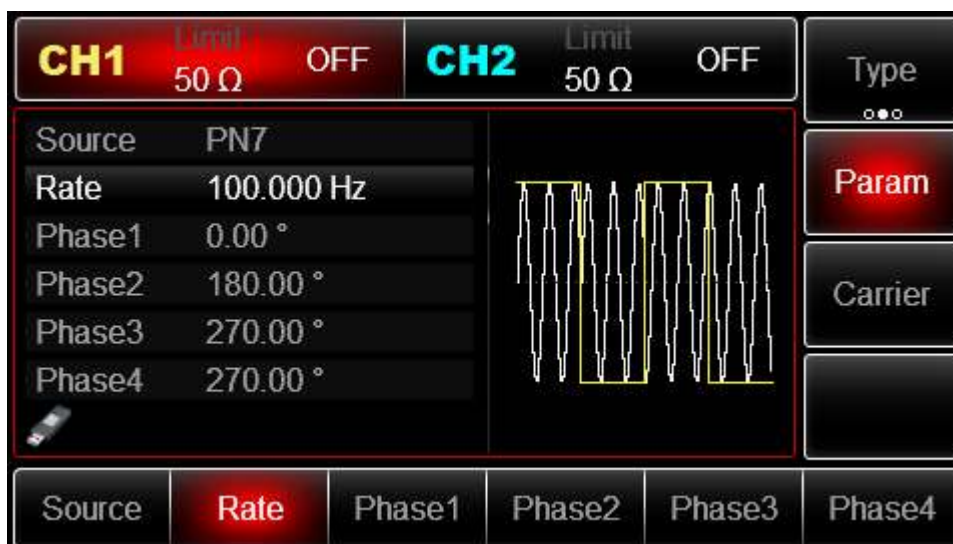 CH1 Limit 50 Ω OFF CH2 Limit 50 Ω OFF
Type
Source PN7
Rate 100.000 Hz
Phase1 0.00 °
Phase2 180.00 °
Phase3 270.00 °
Phase4 270.00 °
Param
Carrier
Source Rate Phase1 Phase2 Phase3 Phase4